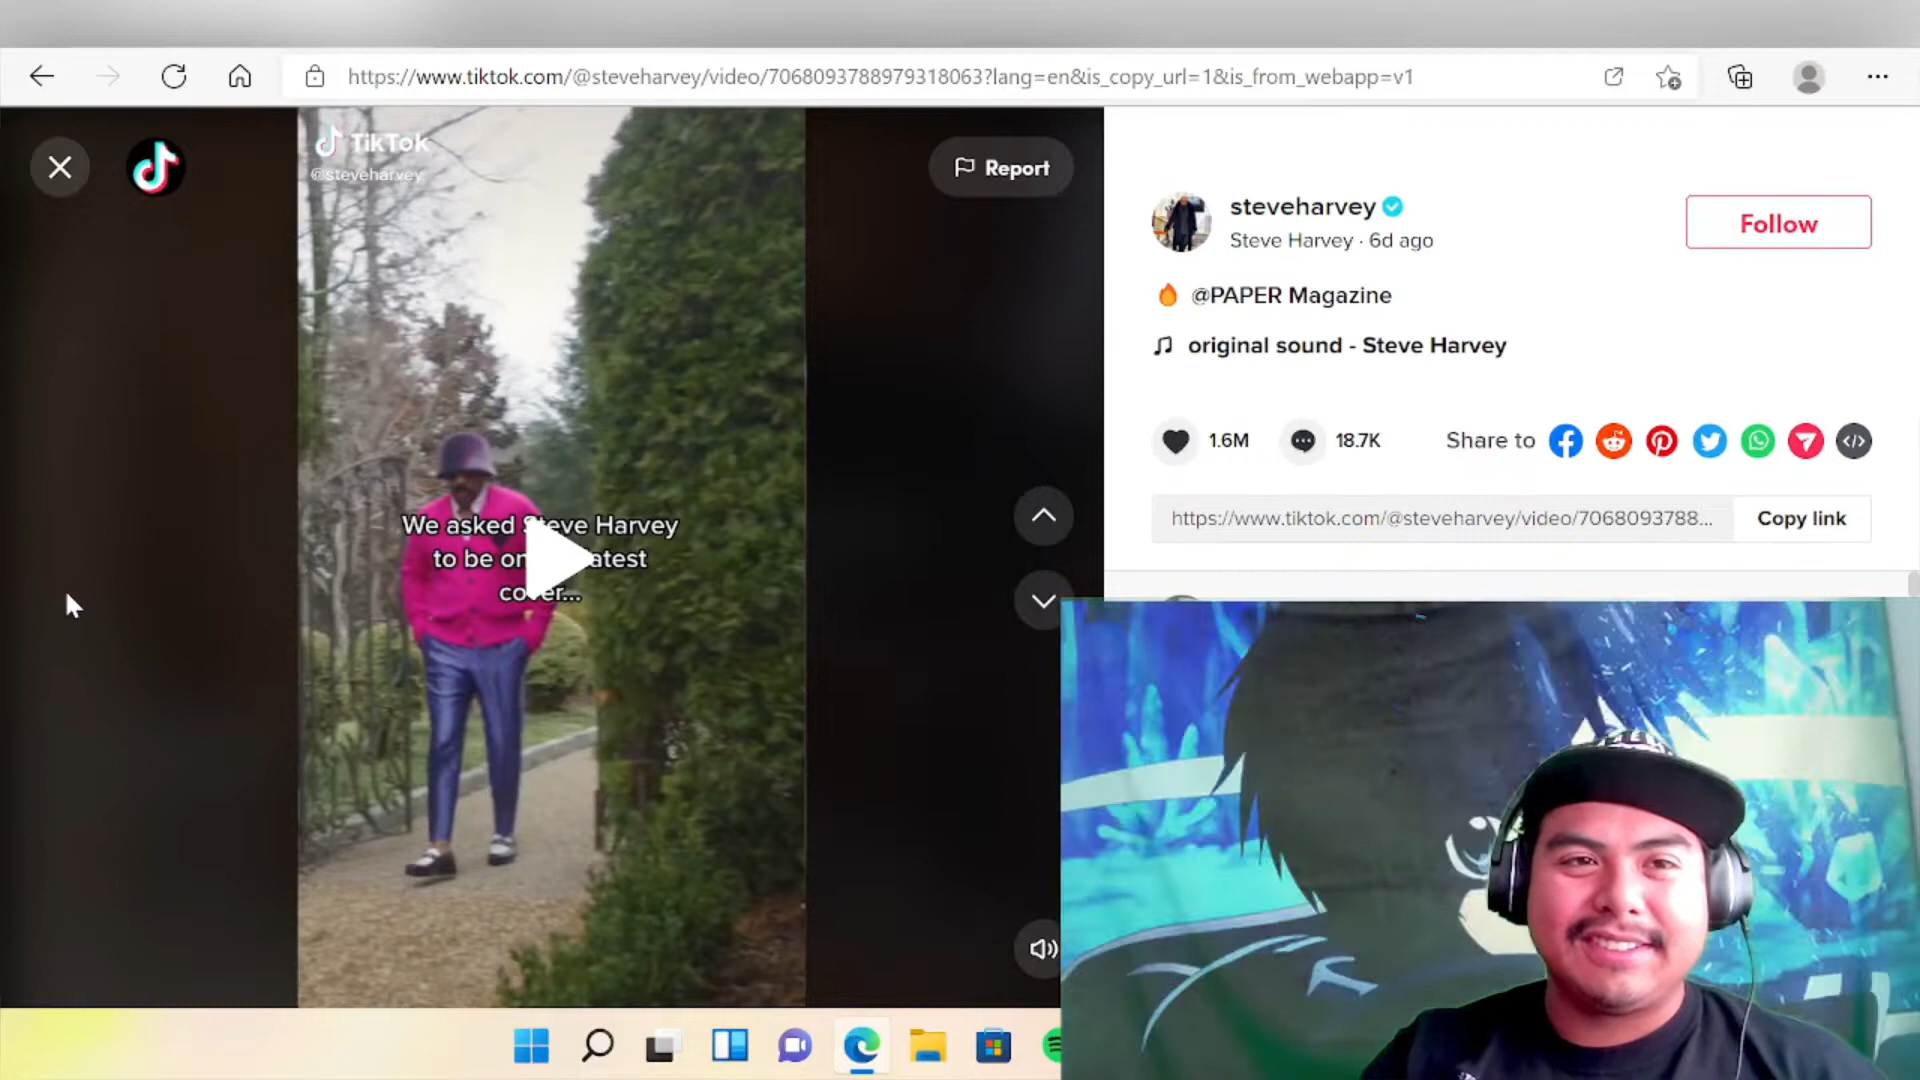 https://www.tiktok.com/@steveharvey/video/7068093788979318063?lang=en&is_copy_url=1&is_from_webapp=v1
TikTok
@steveharvey
Report
We asked Steve Harvey
to be on latest
cover...
steveharvey
Steve Harvey · 6d ago
Follow
🔥 @PAPER Magazine
original sound - Steve Harvey
1.6M
18.7K
Share to
https://www.tiktok.com/@steveharvey/video/7068093788...
Copy link